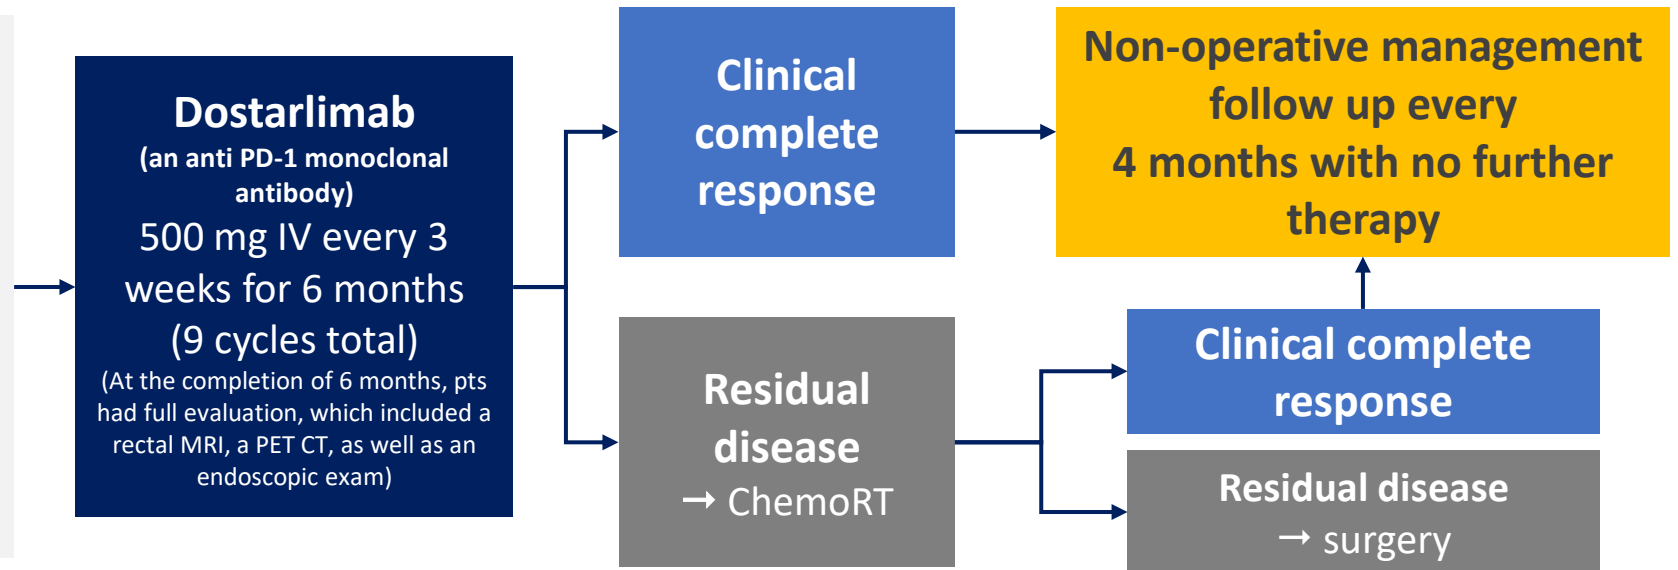 Dostarlimab
(an anti PD-1 monoclonal
antibody)
500 mg IV every 3
weeks for 6 months
(9 cycles total)
(At the completion of 6 months, pts
had full evaluation, which included a
rectal MRI, a PET CT, as well as an
endoscopic exam)
Clinical
complete
response
Non-operative management
follow up every
4 months with no further
therapy
Residual
disease
→ ChemoRT
Clinical complete
response
Residual disease
→ surgery